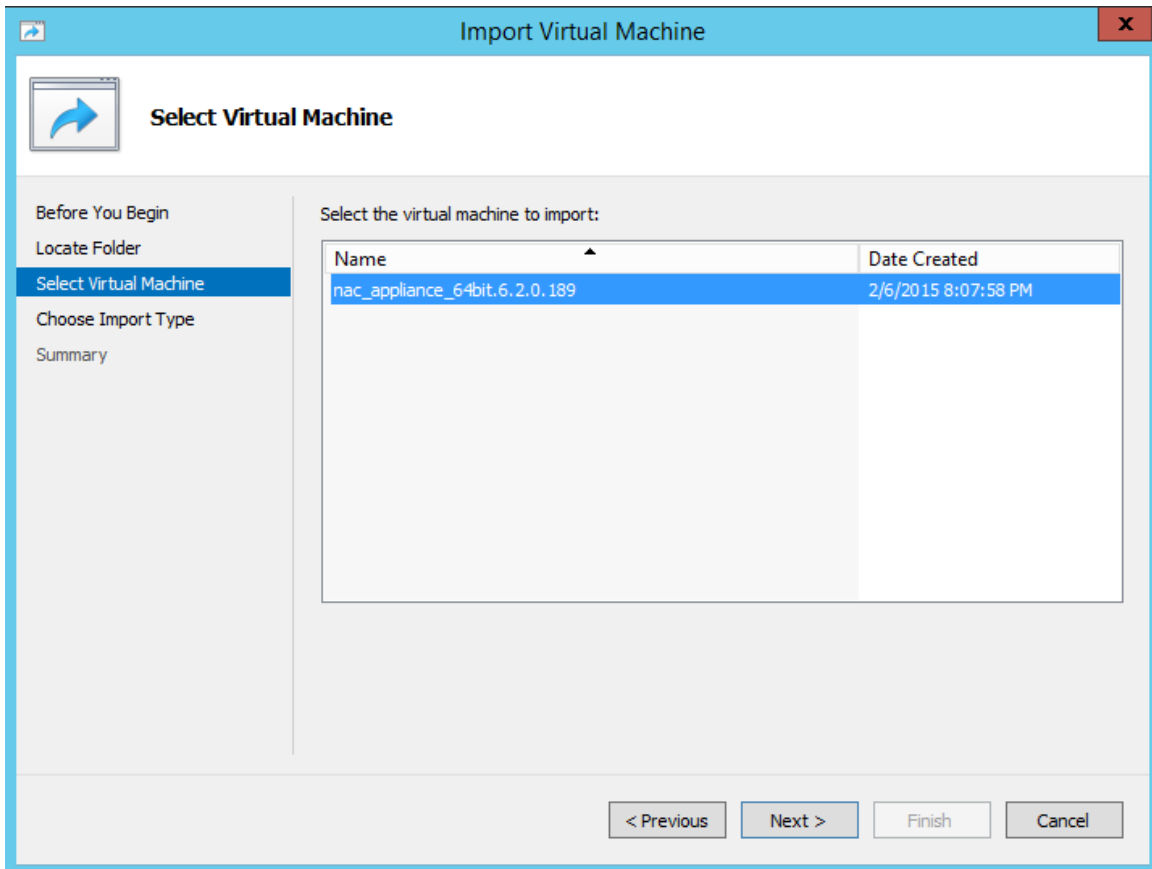 Import Virtual Machine
x
Select Virtual Machine
Before You Begin
Locate Folder
Select Virtual Machine
Choose Import Type
Summary
Select the virtual machine to import:
Name Date Created
nac_appliance_64bit.6.2.0.189 2/6/2015 8:07:58 PM
< Previous Next > Finish Cancel